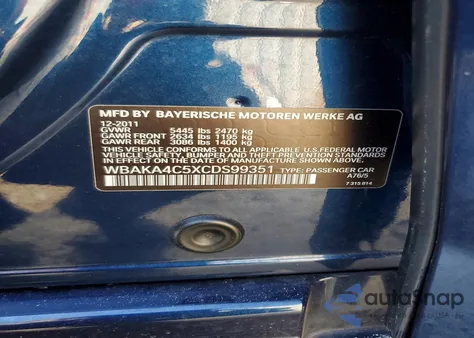 MFD BY BAYERISCHE MOTOREN WERKE AG
12-2011
GVWR 5445 lbs 2470 kg
GAWR FRONT 2634 lbs 1195 kg
GAWR REAR 3086 lbs 1400 kg
THIS VEHICLE CONFORMS TO ALL APPLICABLE
FEDERAL MOTOR VEHICLE SAFETY, BUMPER,
AND THEFT PREVENTION STANDARDS IN EFFECT
ON THE DATE OF MANUFACTURE SHOWN ABOVE.
WBAKA4C5XCDS99351 TYPE: PASSENGER CAR
A76/5
7 315 814
autoSnap